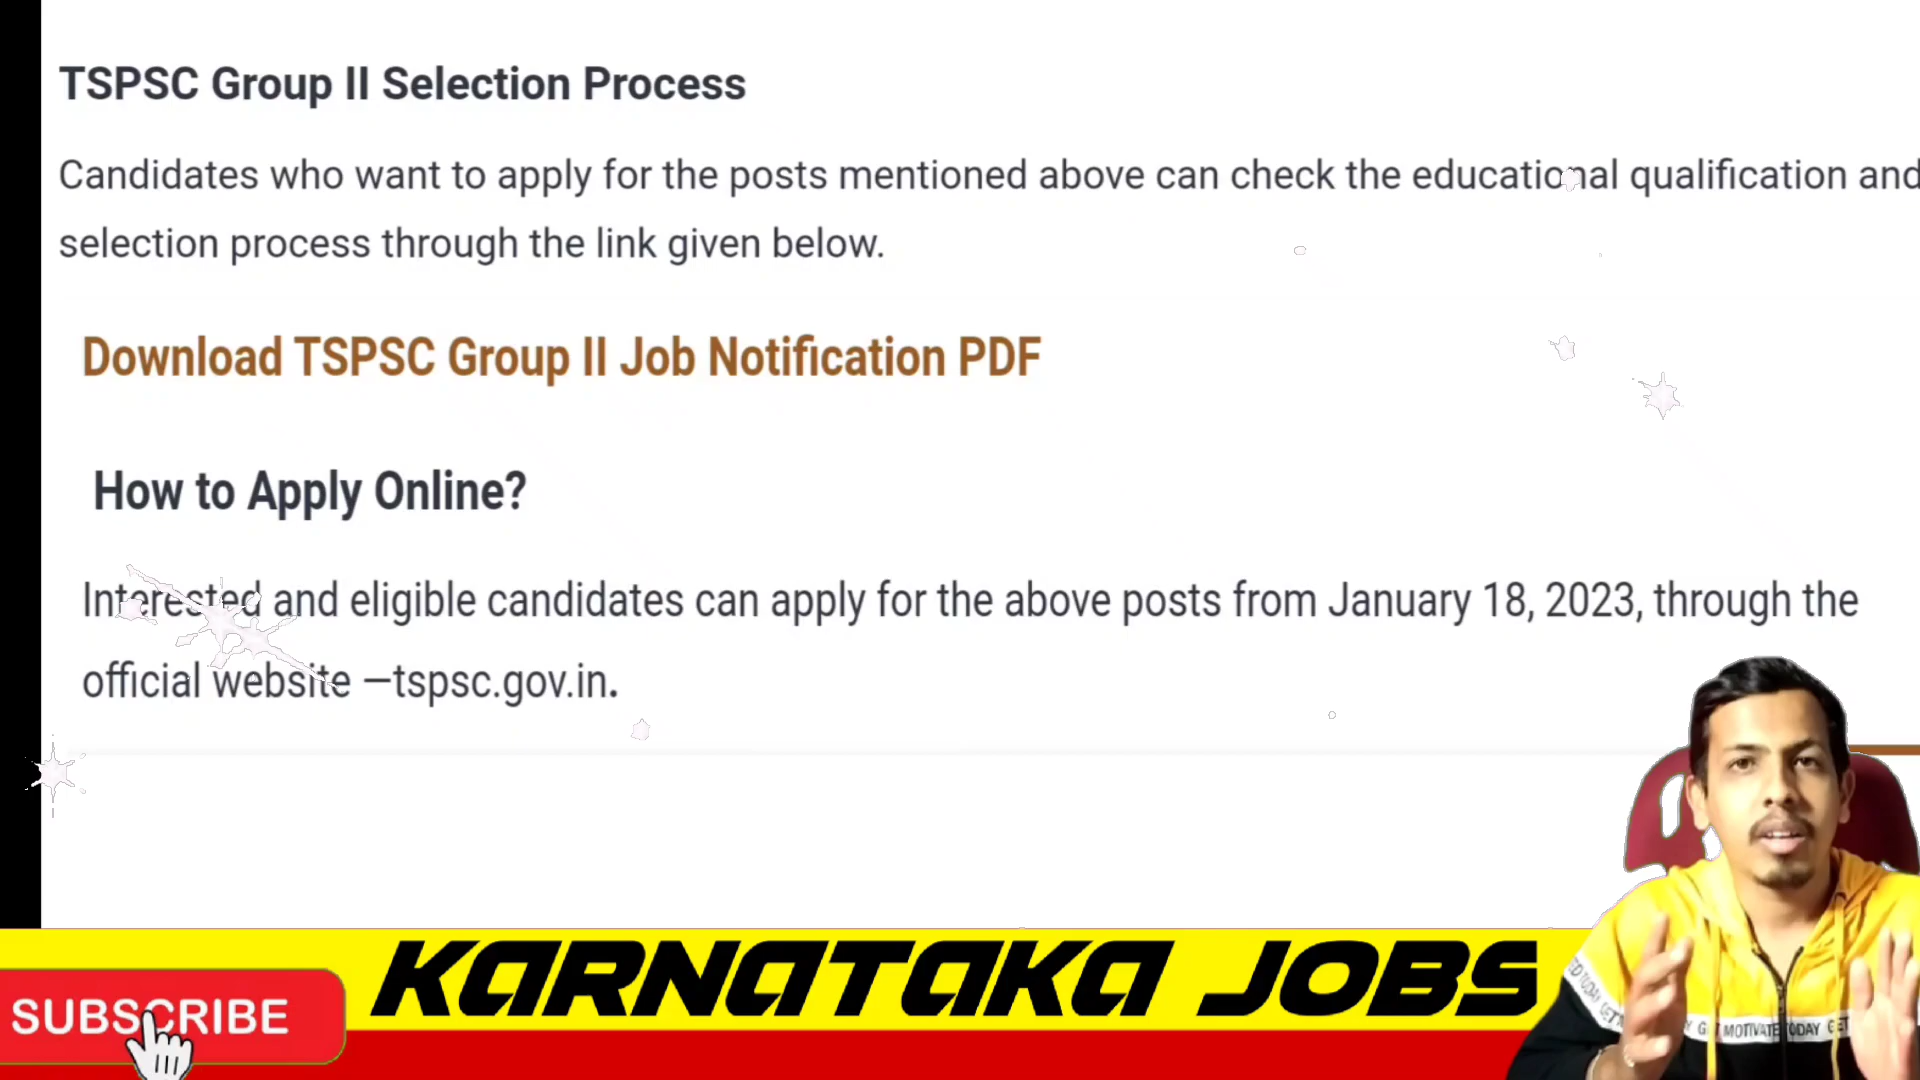 TSPSC Group II Selection Process
Candidates who want to apply for the posts mentioned above can check the educational qualification and
selection process through the link given below.
Download TSPSC Group II Job Notification PDF
How to Apply Online?
Interested and eligible candidates can apply for the above posts from January 18, 2023, through the
official website —tspsc.gov.in.
KARNATAKA JOBS
SUBSCRIBE
MOTIVATE TODAY